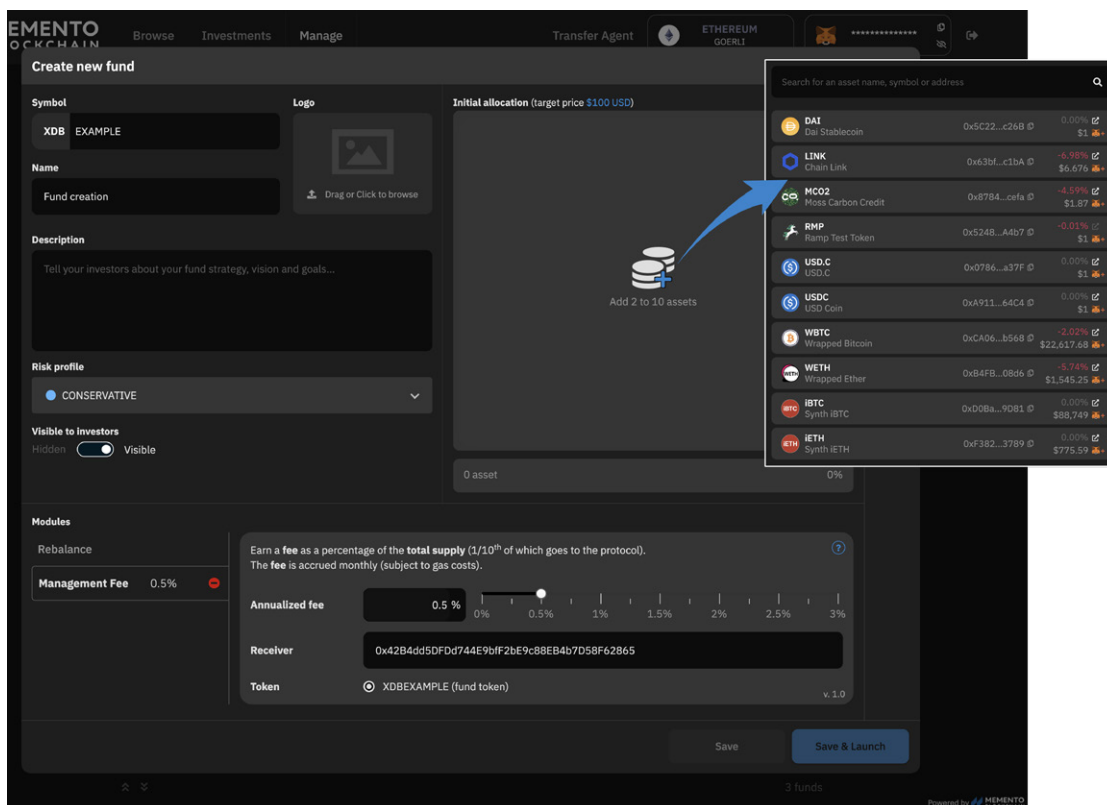 EMENTO
OCKCHAIN
Browse
Investments
Manage
Transfer Agent
ETHEREUM
GOERLI
**************
Create new fund
Symbol
XDB EXAMPLE
Name
Fund creation
Logo
Drag or Click to browse
Description
Tell your investors about your fund strategy, vision and goals...
Risk profile
CONSERVATIVE
Visible to investors
Hidden Visible
Initial allocation (target price $100 USD)
Add 2 to 10 assets
0 asset 0%
Search for an asset name, symbol or address
DAI
Dai Stablecoin
0x5C22...c26B
0.00%
$1
LINK
Chain Link
0x63bf...c1bA
-6.98%
$6.676
MCO2
Moss Carbon Credit
0x8784...cefa
-4.59%
$1.87
RMP
Ramp Test Token
0x5248...A4b7
-0.01%
$1
USD.C
USD.C
0x0786...a37F
0.00%
$1
USDC
USD Coin
0xA911...64C4
0.00%
$1
WBTC
Wrapped Bitcoin
0xCA06...b568
-2.02%
$22,617.68
WETH
WETH
Wrapped Ether
0xB4FB...08d6
-5.74%
$1,545.25
iBTC
iBTC
Synth iBTC
0xD0Ba...9D81
0.00%
$88,749
iETH
iETH
Synth iETH
0xF382...3789
0.00%
$775.59
Modules
Rebalance
Management Fee 0.5%
Earn a fee as a percentage of the total supply (1/10th of which goes to the protocol).
The fee is accrued monthly (subject to gas costs).
?
Annualized fee
0.5 %
0% 0.5% 1% 1.5% 2% 2.5% 3%
Receiver
0x42B4dd5DFDd744E9bfF2bE9c88EB4b7D58F62865
Token
XDBEXAMPLE (fund token)
v. 1.0
Save
Save & Launch
3 funds
Powered by MEMENTO